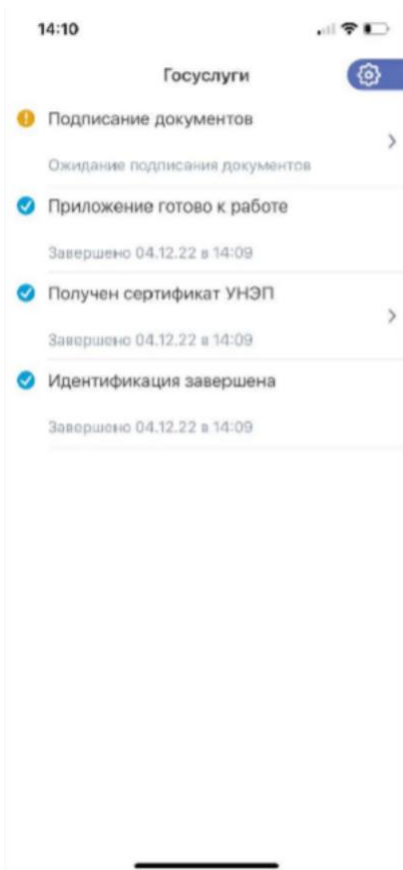 14:10
Госуслуги
Подписание документов
Ожидание подписания документов
Приложение готово к работе
Завершено 04.12.22 в 14:09
Получен сертификат УНЭП
Завершено 04.12.22 в 14:09
Идентификация завершена
Завершено 04.12.22 в 14:09